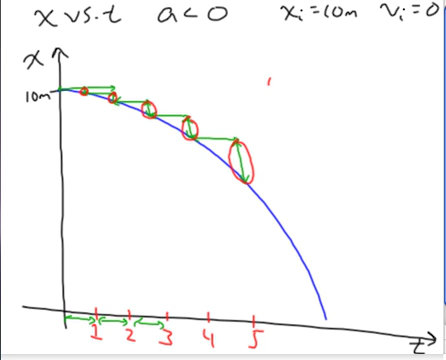 x vs. t a < 0 xi = 10m vi = 0
x
10m
1 2 3 4 5
t